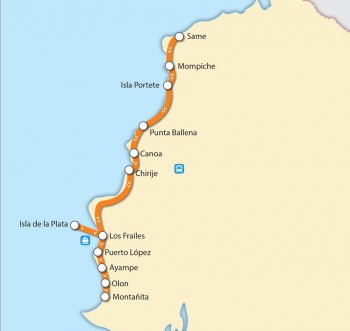 Same
Mompiche
Isla Portete
Punta Ballena
Canoa
Chirije
Isla de la Plata
Los Frailes
Puerto López
Ayampe
Olon
Montañita